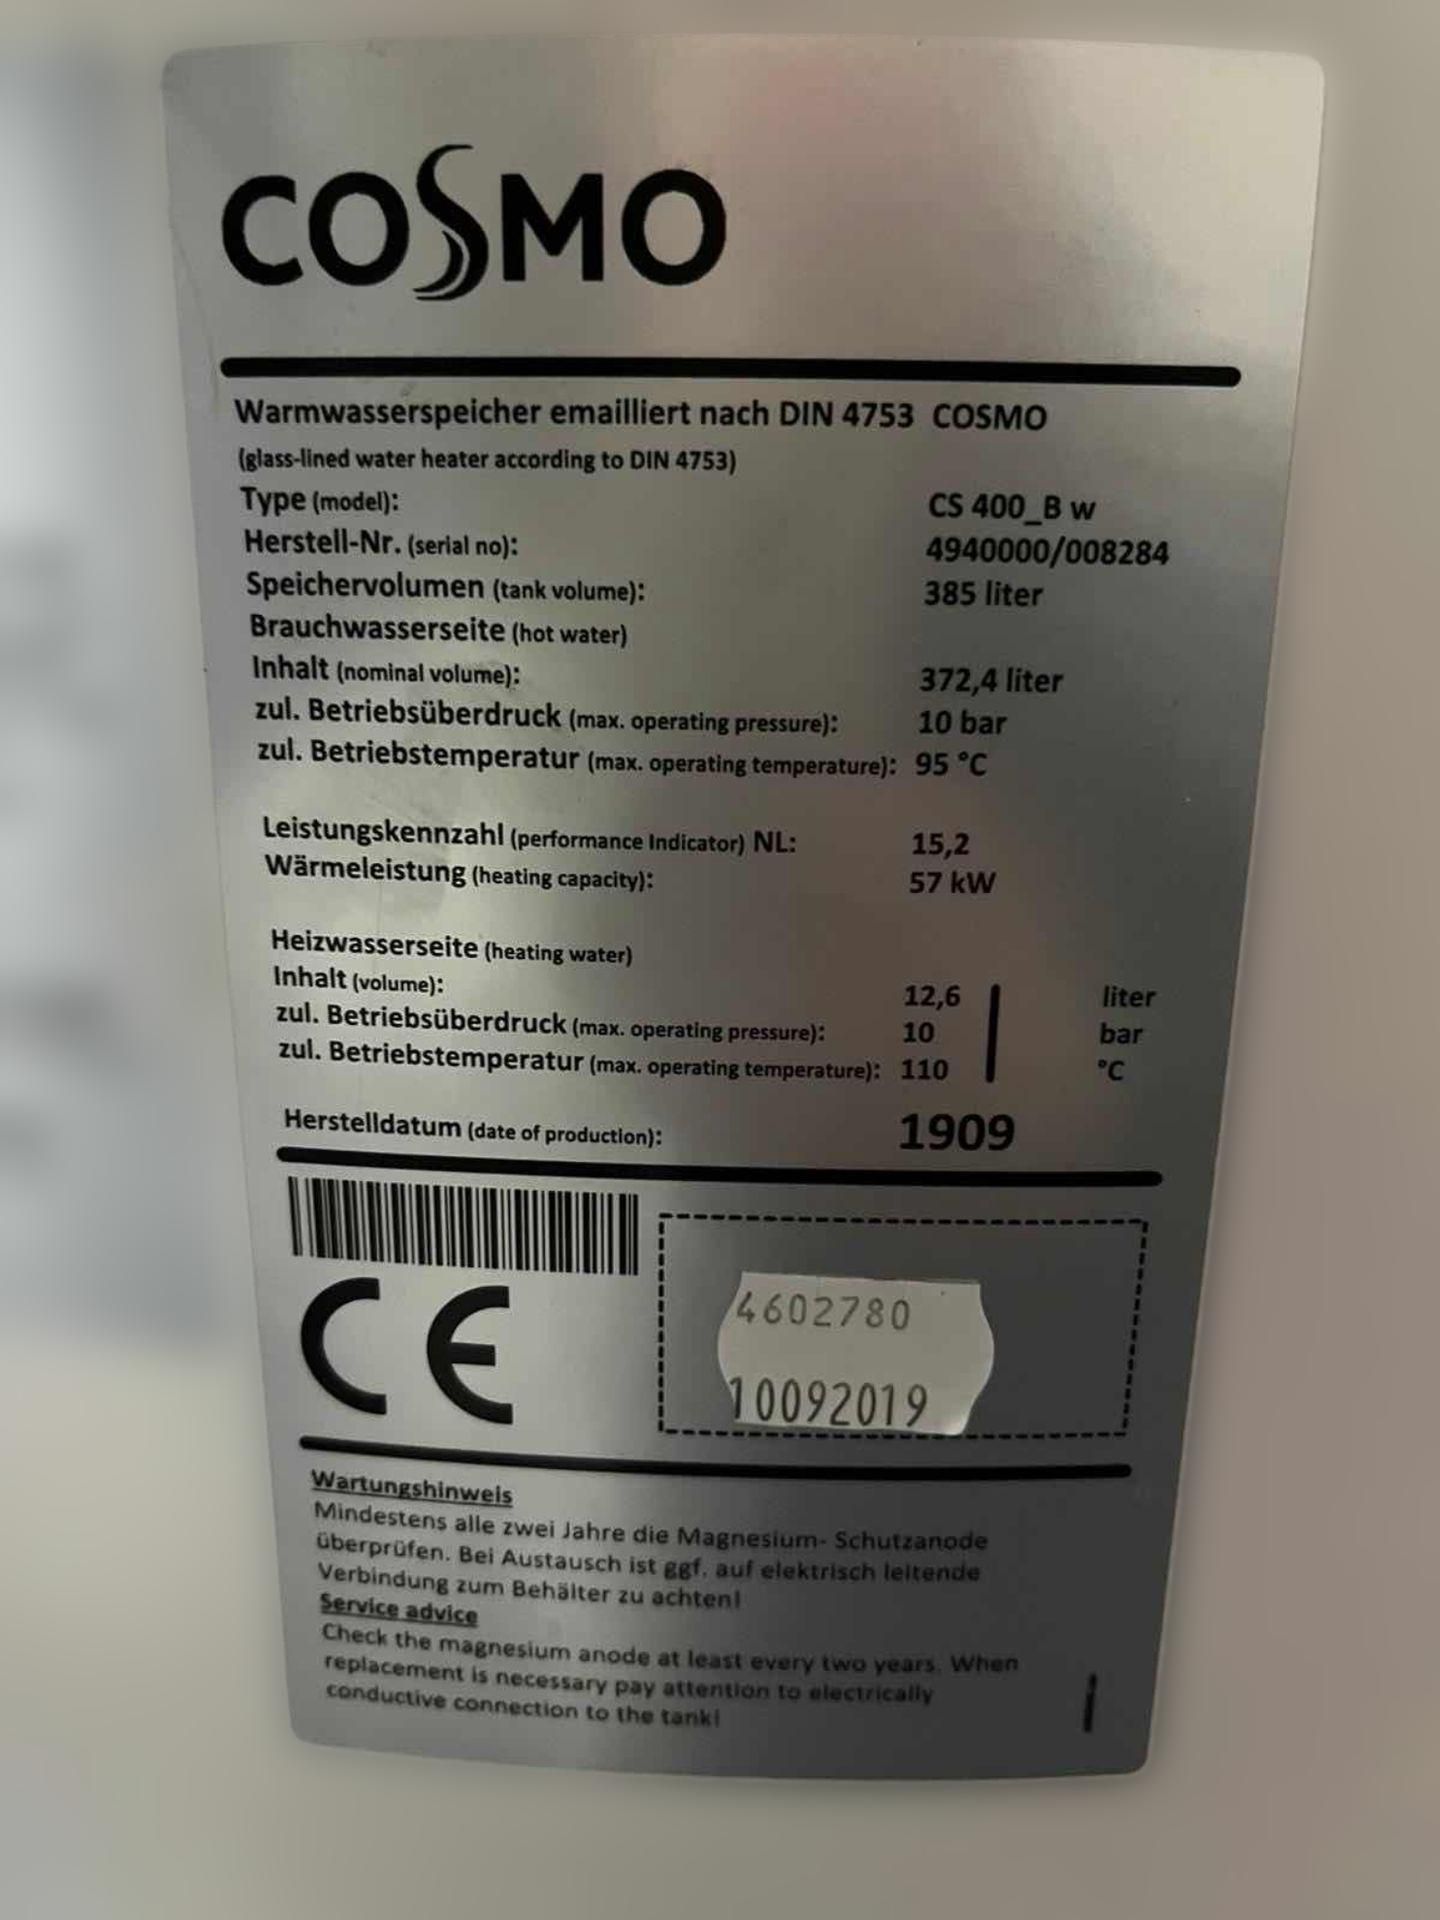 COSMO
Warmwasserspeicher emailliert nach DIN 4753 COSMO
(glass-lined water heater according to DIN 4753)
Type (model): CS 400_B w
Herstell-Nr. (serial no): 4940000/008284
Speichervolumen (tank volume): 385 liter
Brauchwasserseite (hot water)
Inhalt (nominal volume): 372,4 liter
zul. Betriebsüberdruck (max. operating pressure): 10 bar
zul. Betriebstemperatur (max. operating temperature): 95 °C
Leistungskennzahl (performance Indicator) NL: 15,2
Wärmeleistung (heating capacity): 57 kW
Heizwasserseite (heating water)
Inhalt (volume): 12,6 liter
zul. Betriebsüberdruck (max. operating pressure): 10 bar
zul. Betriebstemperatur (max. operating temperature): 110 °C
Herstelldatum (date of production): 1909
CE
4602780
10092019
Wartungshinweis
Mindestens alle zwei Jahre die Magnesium- Schutzanode
überprüfen. Bei Austausch ist ggf. auf elektrisch leitende
Verbindung zum Behälter zu achten!
Service advice
Check the magnesium anode at least every two years. When
replacement is necessary pay attention to electrically
conductive connection to the tank!